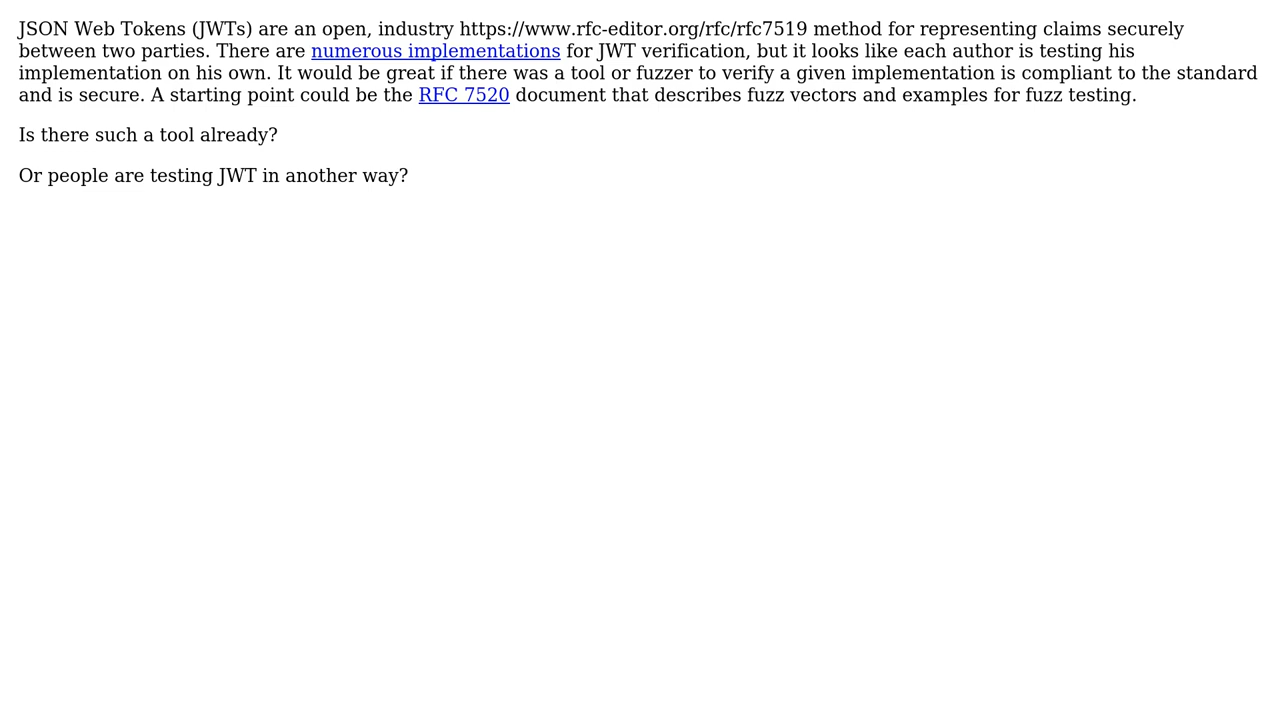 JSON Web Tokens (JWTs) are an open, industry https://www.rfc-editor.org/rfc/rfc7519 method for representing claims securely
between two parties. There are numerous implementations for JWT verification, but it looks like each author is testing his
implementation on his own. It would be great if there was a tool or fuzzer to verify a given implementation is compliant to the standard
and is secure. A starting point could be the RFC 7520 document that describes fuzz vectors and examples for fuzz testing.
Is there such a tool already?
Or people are testing JWT in another way?